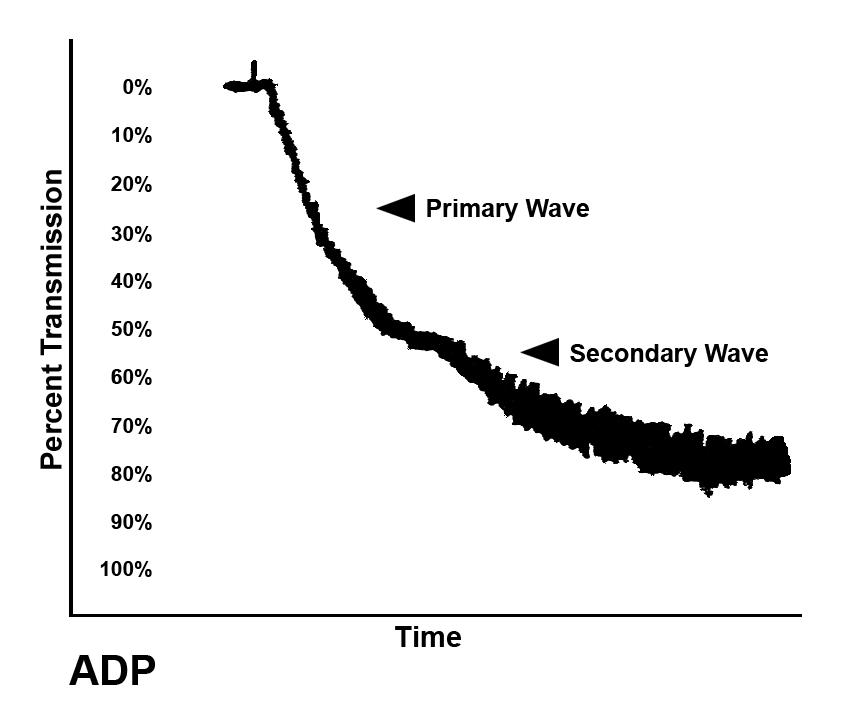 0%
10%
20%
30%
40%
50%
60%
70%
80%
90%
100%
Percent Transmission
Primary Wave
Secondary Wave
Time
ADP